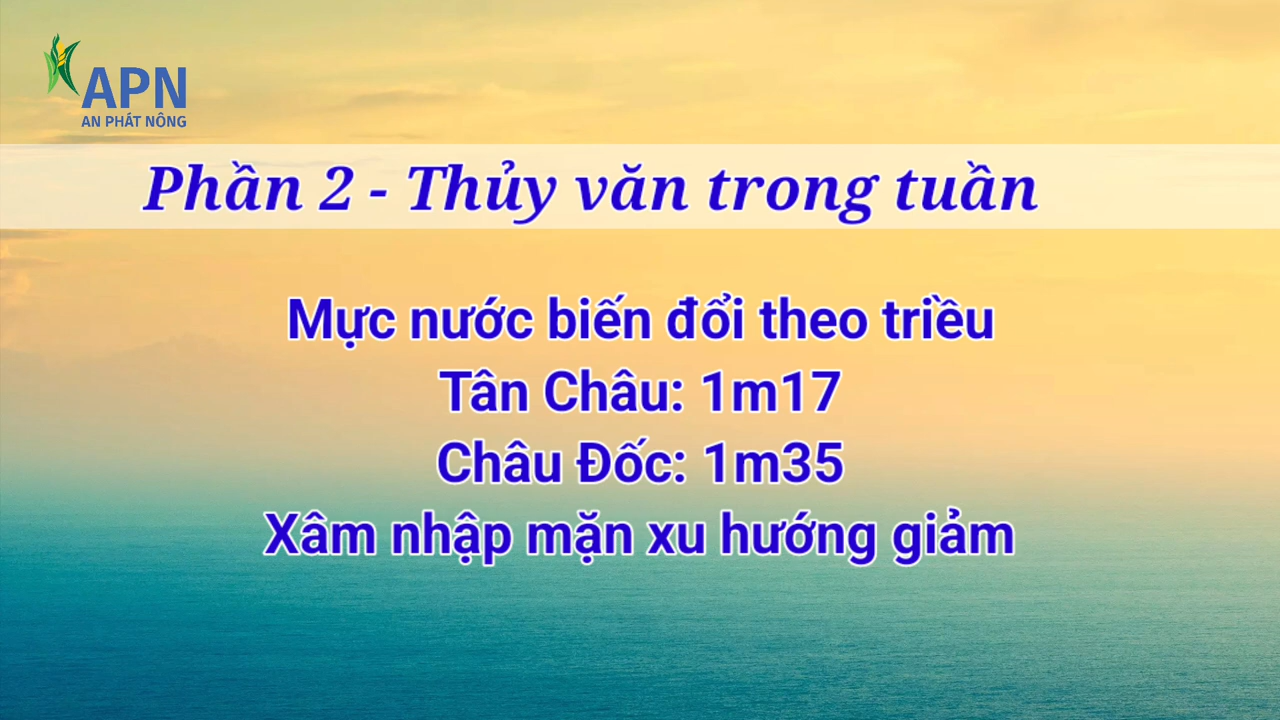 APN
AN PHÁT NÔNG
Phần 2 - Thủy văn trong tuần
Mực nước biến đổi theo triều
Tân Châu: 1m17
Châu Đốc: 1m35
Xâm nhập mặn xu hướng giảm